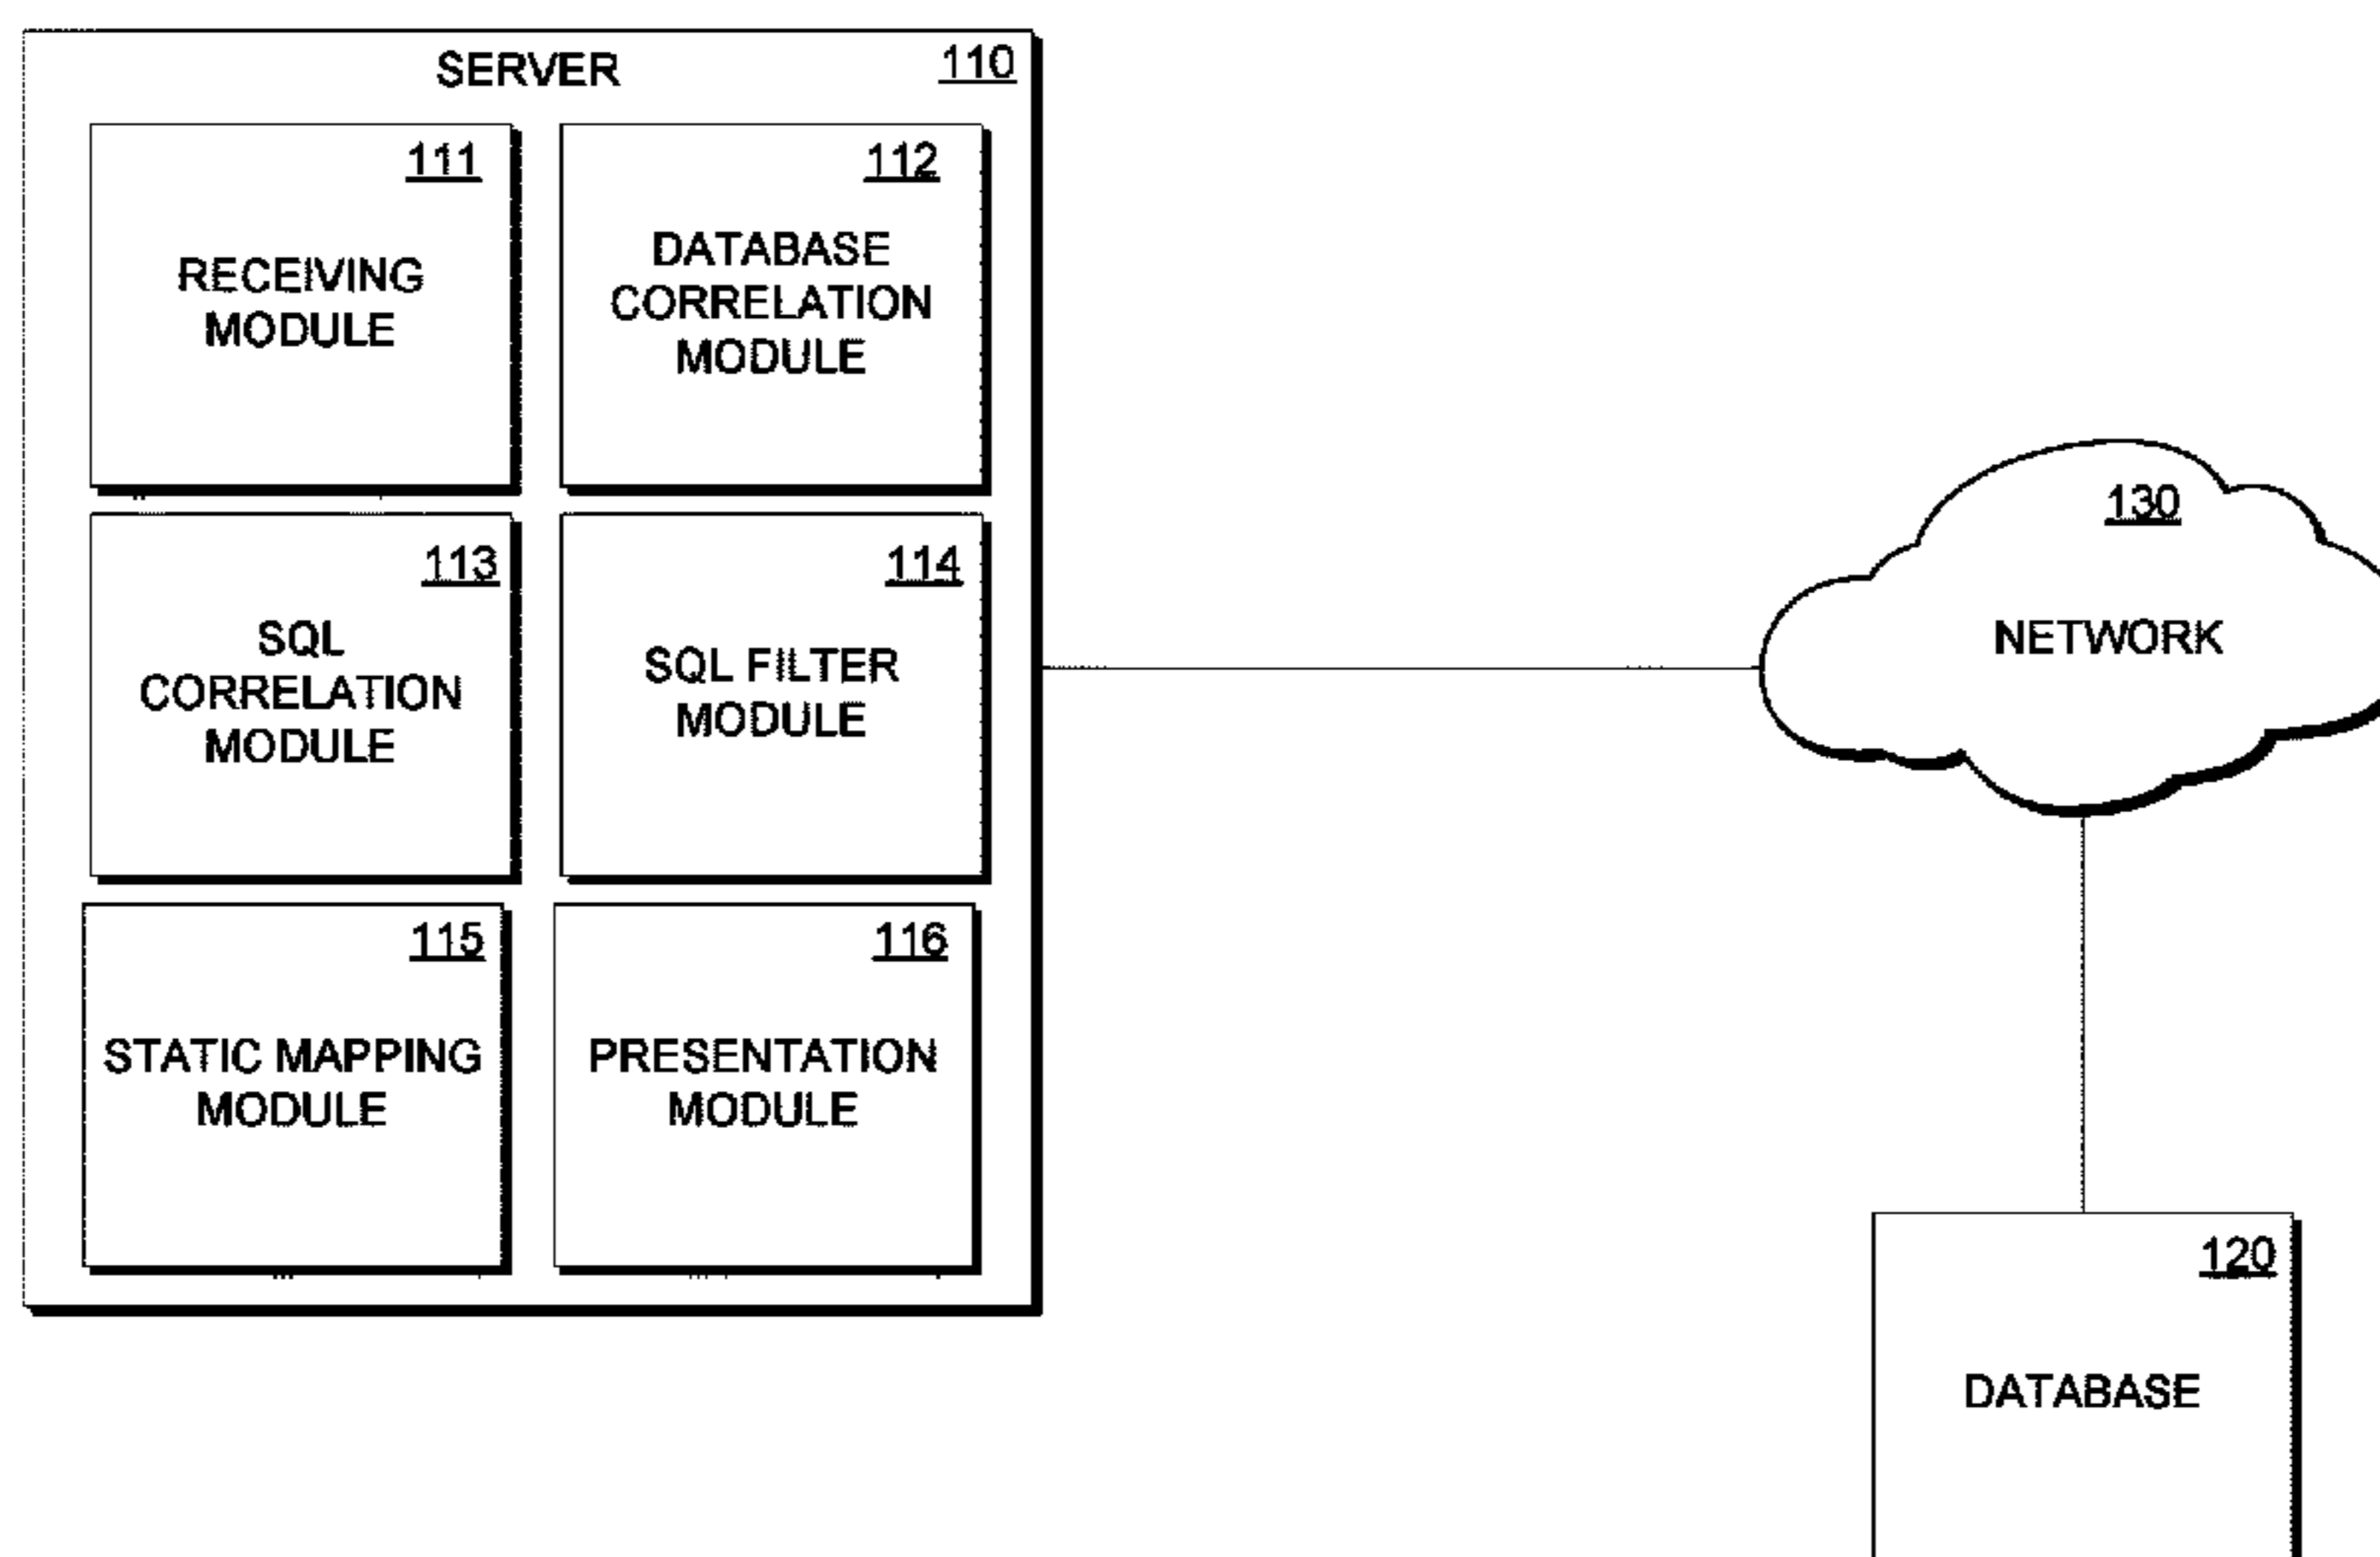 SERVER
110
111
RECEIVING
MODULE
112
DATABASE
CORRELATION
MODULE
113
SQL
CORRELATION
MODULE
114
SQL FILTER
MODULE
115
STATIC MAPPING
MODULE
116
PRESENTATION
MODULE
130
NETWORK
120
DATABASE